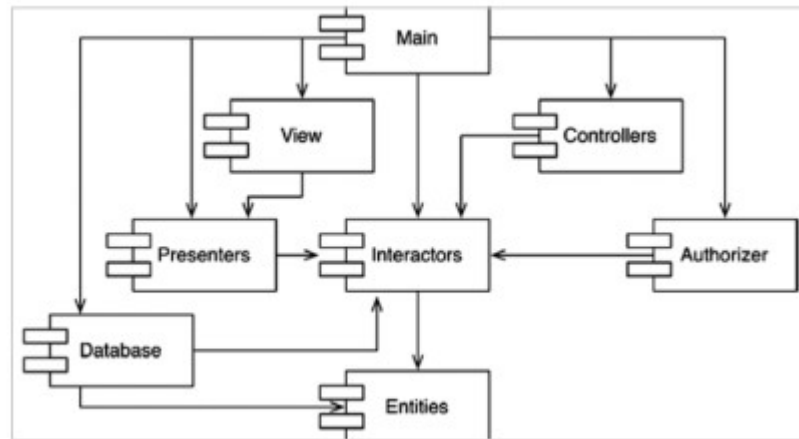 Main
View
Controllers
Presenters
Interactors
Authorizer
Database
Entities